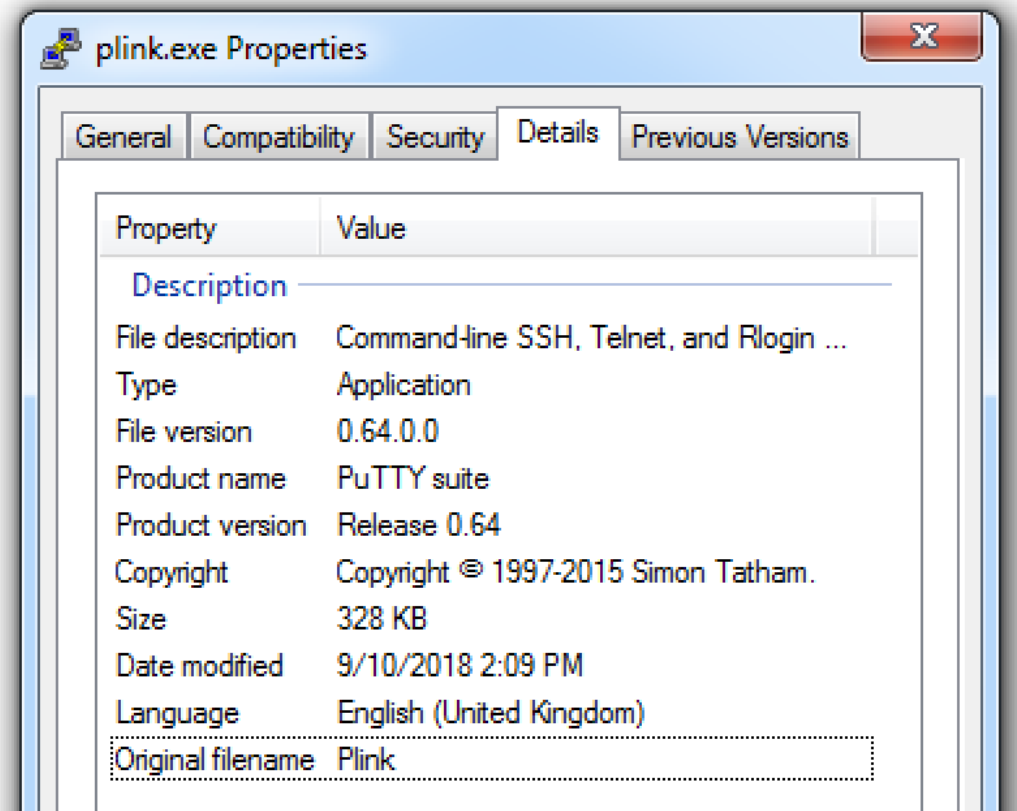 plink.exe Properties
General Compatibility Security Details Previous Versions
Property Value
Description
File description Command-line SSH, Telnet, and Rlogin ...
Type Application
File version 0.64.0.0
Product name PuTTY suite
Product version Release 0.64
Copyright Copyright © 1997-2015 Simon Tatham.
Size 328 KB
Date modified 9/10/2018 2:09 PM
Language English (United Kingdom)
Original filename Plink